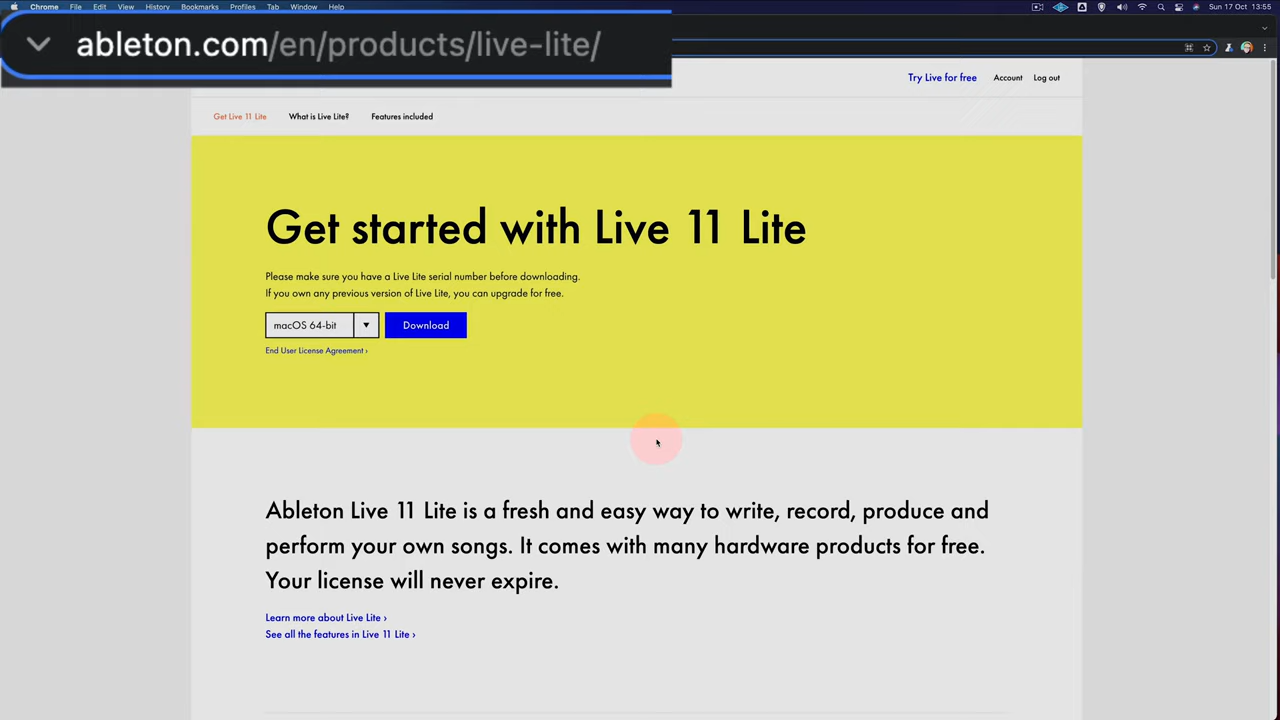 Chrome File Edit View History Bookmarks Profiles Tab Window Help Sun 17 Oct 13:55
ableton.com/en/products/live-lite/
Try Live for free Account Log out
Get Live 11 Lite What is Live Lite? Features included
Get started with Live 11 Lite
Please make sure you have a Live Lite serial number before downloading.
If you own any previous version of Live Lite, you can upgrade for free.
macOS 64-bit Download
End User License Agreement ›
Ableton Live 11 Lite is a fresh and easy way to write, record, produce and
perform your own songs. It comes with many hardware products for free.
Your license will never expire.
Learn more about Live Lite ›
See all the features in Live 11 Lite ›